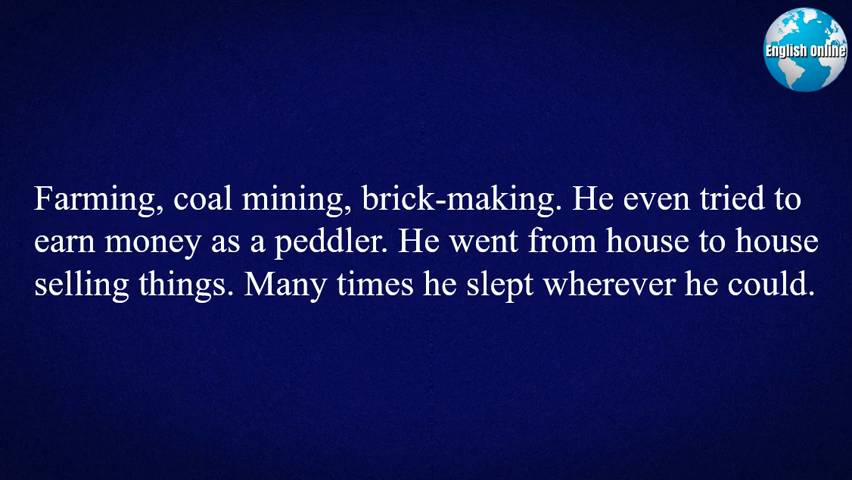 English Online
Farming, coal mining, brick-making. He even tried to
earn money as a peddler. He went from house to house
selling things. Many times he slept wherever he could.